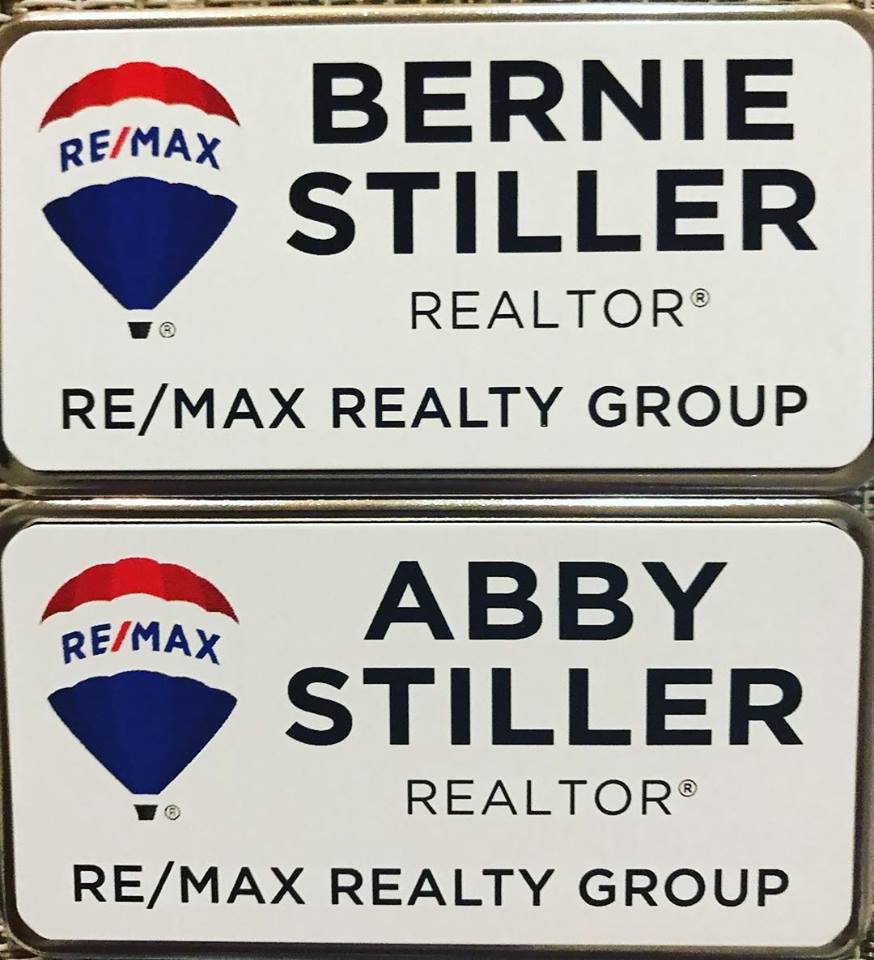 RE/MAX
®
BERNIE
STILLER
REALTOR®
RE/MAX REALTY GROUP
RE/MAX
®
ABBY
STILLER
REALTOR®
RE/MAX REALTY GROUP